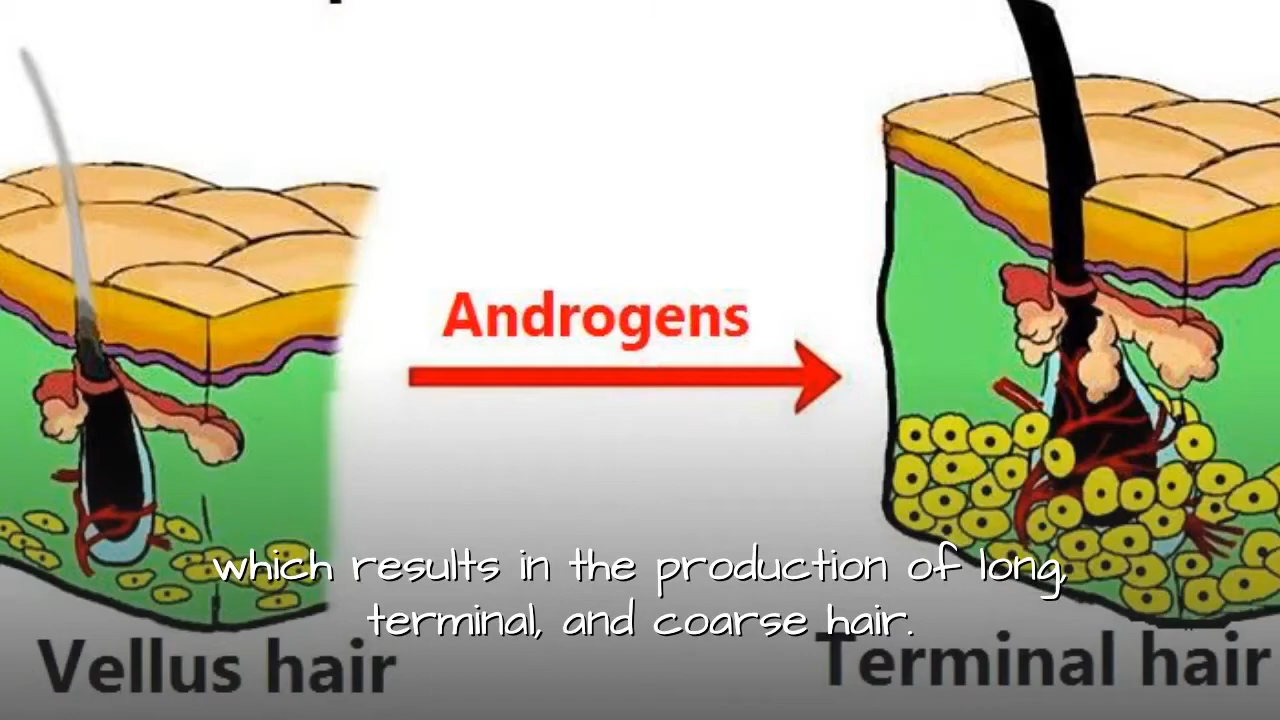 Androgens
which results in the production of long,
terminal, and coarse hair.
Vellus hair
Terminal hair